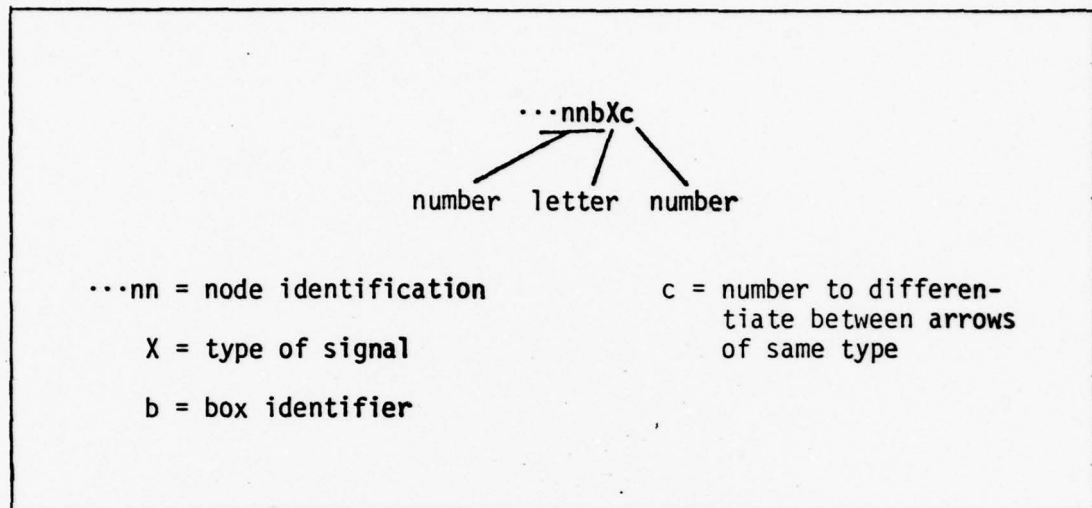 ···nnbXc
number letter number
···nn = node identification
X = type of signal
b = box identifier
c = number to differen-
tiate between arrows
of same type